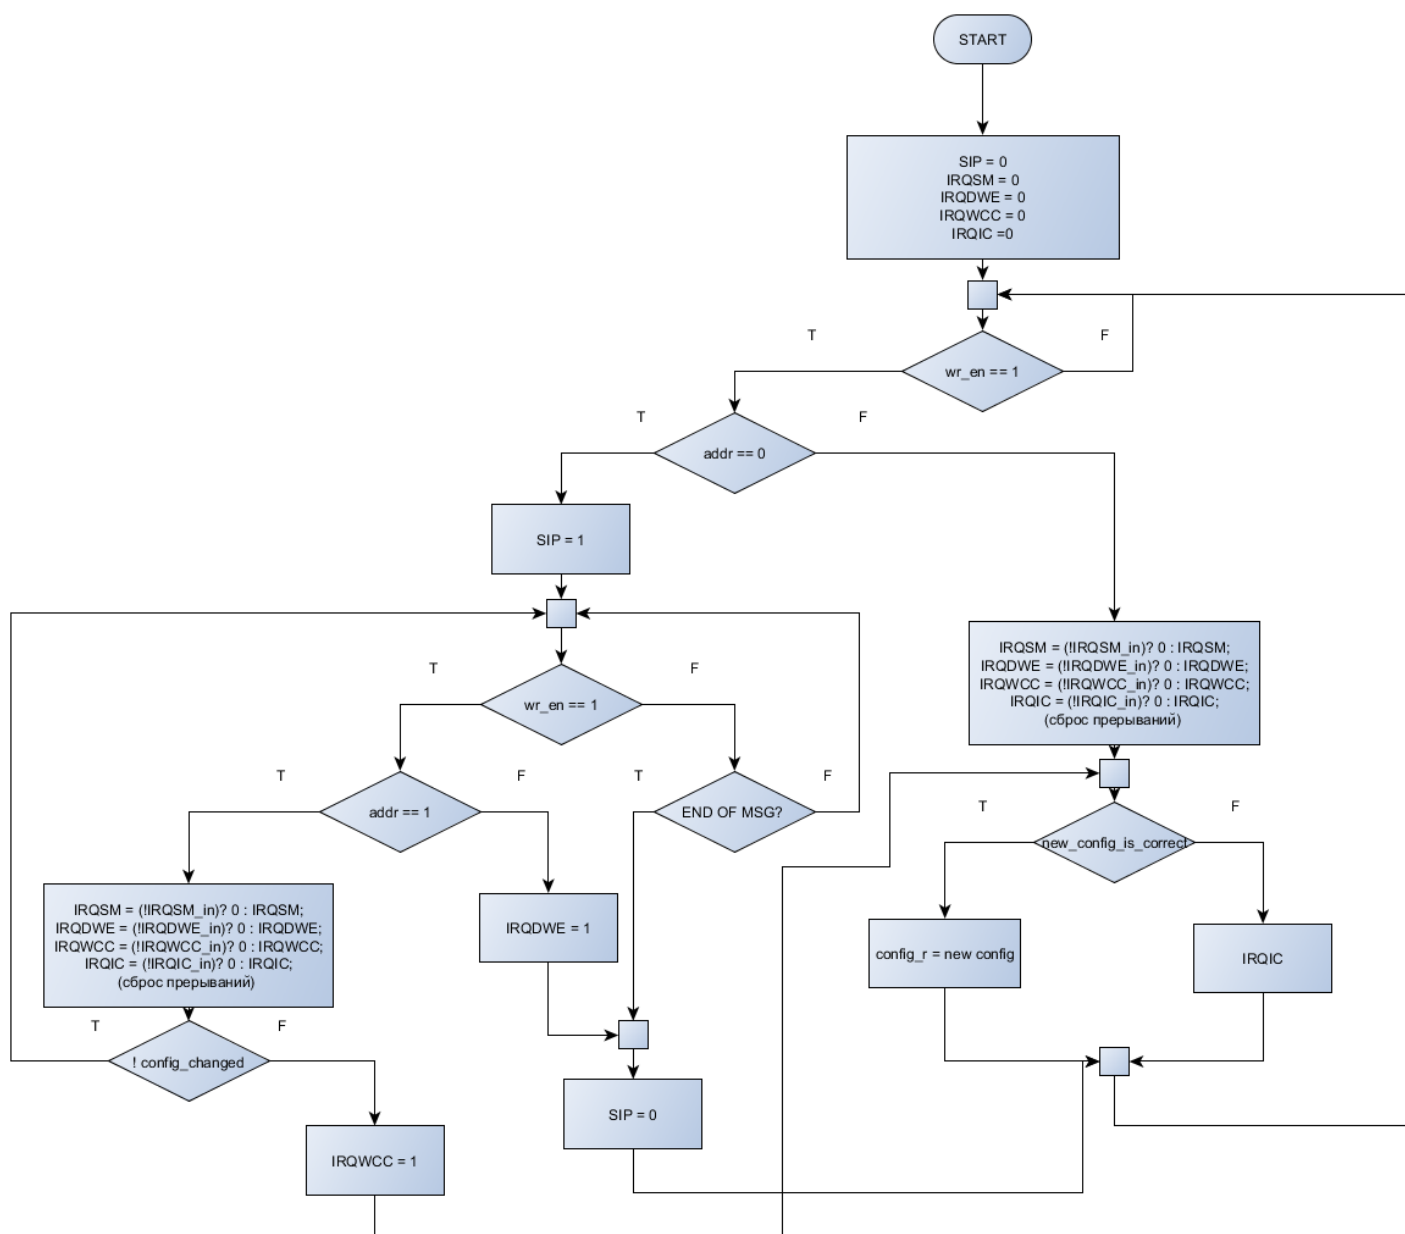 START
SIP = 0
IRQSM = 0
IRQDWE = 0
IRQWCC = 0
IRQIC =0
T
F
wr_en == 1
T
F
addr == 0
SIP = 1
T
F
wr_en == 1
IRQSM = (!IRQSM_in)? 0 : IRQSM;
IRQDWE = (!IRQDWE_in)? 0 : IRQDWE;
IRQWCC = (!IRQWCC_in)? 0 : IRQWCC;
IRQIC = (!IRQIC_in)? 0 : IRQIC;
(сброс прерываний)
T
F
T
F
addr == 1
END OF MSG?
T
F
new_config_is_correct
IRQSM = (!IRQSM_in)? 0 : IRQSM;
IRQDWE = (!IRQDWE_in)? 0 : IRQDWE;
IRQWCC = (!IRQWCC_in)? 0 : IRQWCC;
IRQIC = (!IRQIC_in)? 0 : IRQIC;
(сброс прерываний)
IRQDWE = 1
config_r = new config
IRQIC
T
F
! config_changed
SIP = 0
IRQWCC = 1